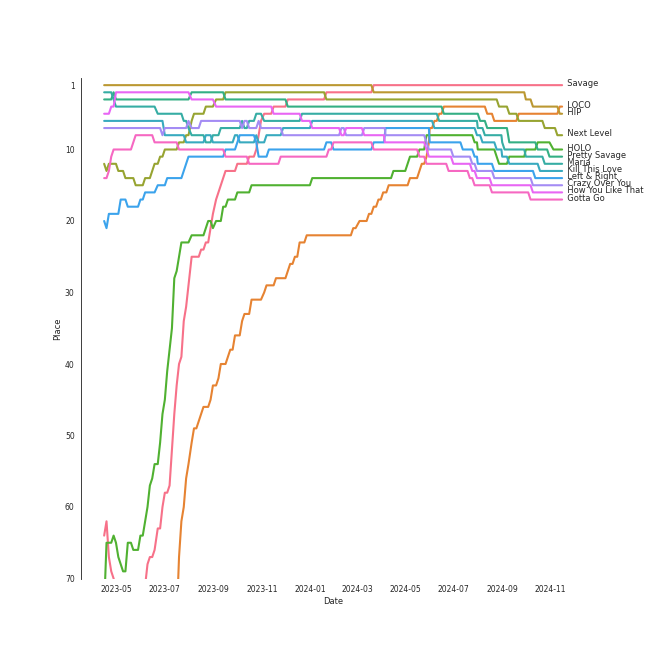 1
10
20
30
40
50
60
70
Place
2023-05
2023-07
2023-09
2023-11
2024-01
2024-03
2024-05
2024-07
2024-09
2024-11
Date
Savage
LOCO
HIP
Next Level
HOLO
Pretty Savage
Maria
Kill This Love
Left & Right
Crazy Over You
How You Like That
Gotta Go